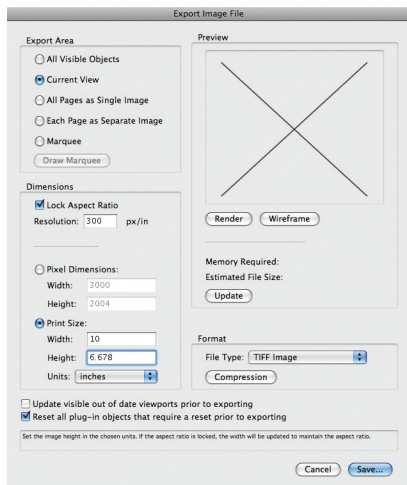 Export Image File
Export Area
All Visible Objects
Current View
All Pages as Single Image
Each Page as Separate Image
Marquee
Draw Marquee
Dimensions
Lock Aspect Ratio
Resolution: 300 px/in
Pixel Dimensions:
Width: 3000
Height: 2004
Print Size:
Width: 10
Height: 6.678
Units: inches
Preview
Render Wireframe
Memory Required:
Estimated File Size:
Update
Format
File Type: TIFF Image
Compression
Update visible out of date viewports prior to exporting
Reset all plug-in objects that require a reset prior to exporting
Set the image height in the chosen units. If the aspect ratio is locked, the width will be updated to maintain the aspect ratio.
Cancel Save...